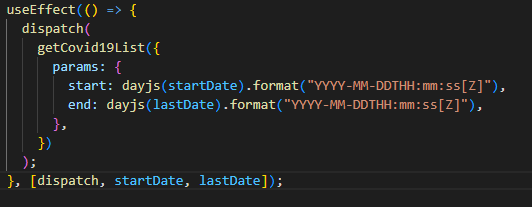 useEffect(() => {
  dispatch(
    getCovid19List({
      params: {
        start: dayjs(startDate).format("YYYY-MM-DDTHH:mm:ss[Z]"),
        end: dayjs(lastDate).format("YYYY-MM-DDTHH:mm:ss[Z]"),
      },
    })
  );
}, [dispatch, startDate, lastDate]);